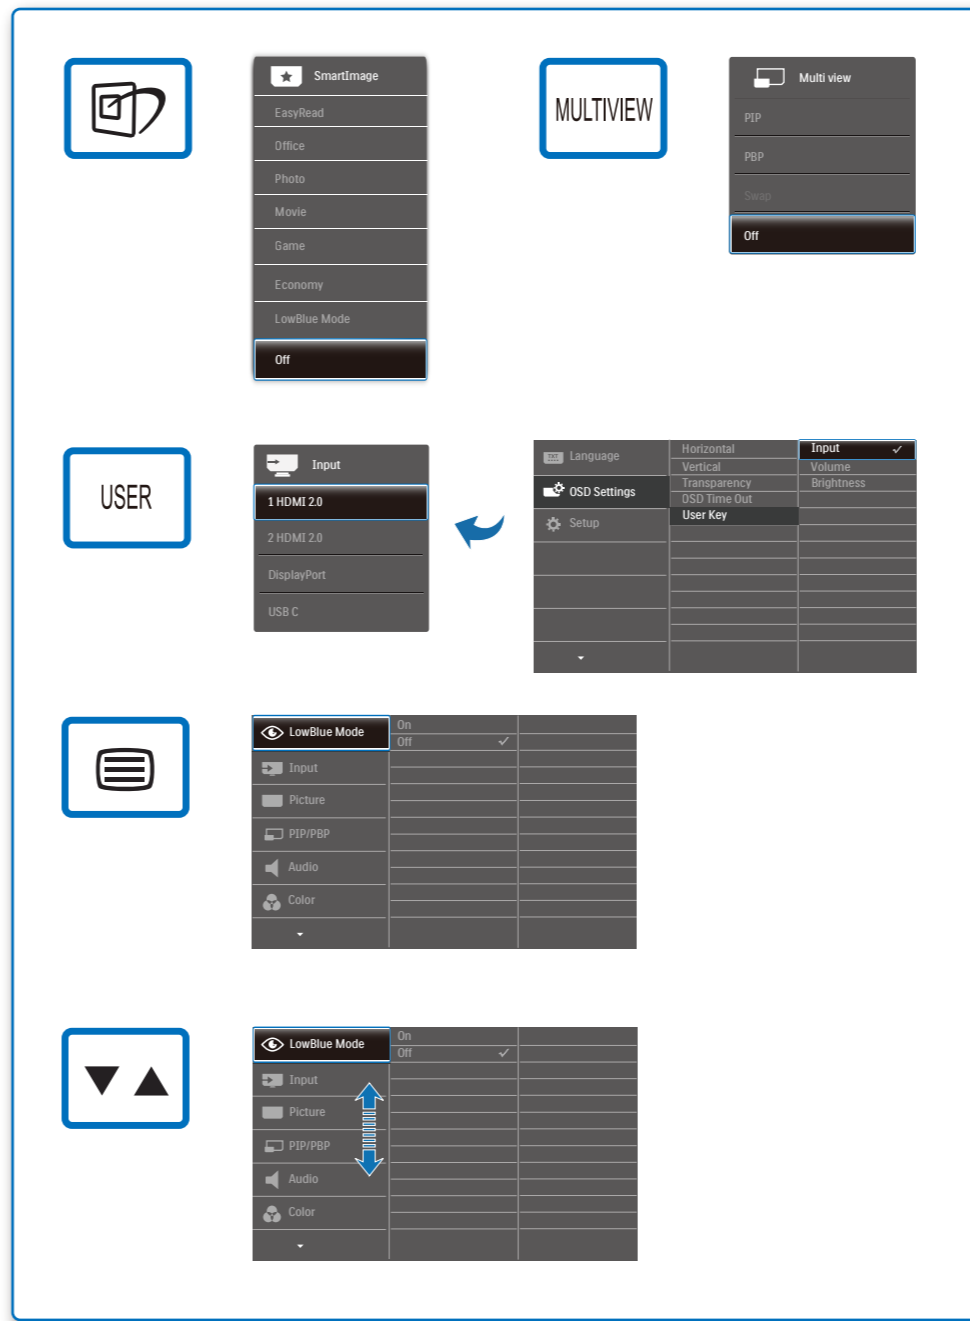 SmartImage
EasyRead
Office
Photo
Movie
Game
Economy
LowBlue Mode
Off
MULTIVIEW
Multi view
PIP
PBP
Swap
Off
USER
Input
1 HDMI 2.0
2 HDMI 2.0
DisplayPort
USB C
Language
OSD Settings
Setup
Horizontal
Vertical
Transparency
OSD Time Out
User Key
Input
Volume
Brightness
LowBlue Mode
Input
Picture
PIP/PBP
Audio
Color
On
Off
LowBlue Mode
Input
Picture
PIP/PBP
Audio
Color
On
Off